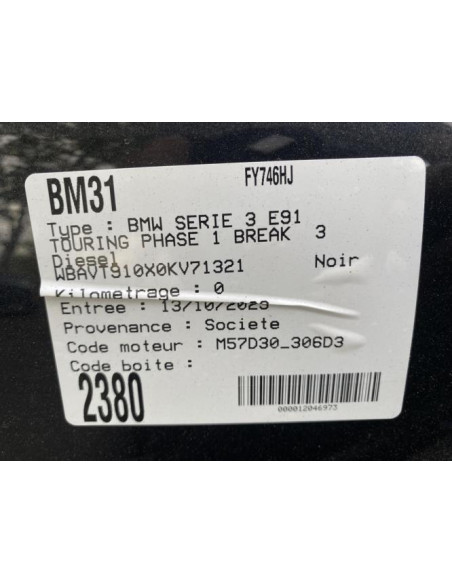 FY746HJ
BM31
Type : BMW SERIE 3 E91
TOURING PHASE 1 BREAK 3
Diesel Noir
WBAVT910X0KV71321
Kilometrage : 0
Entree : 13/10/2023
Provenance : Societe
Code moteur : M57D30_306D3
Code boite :
2380
000012046973